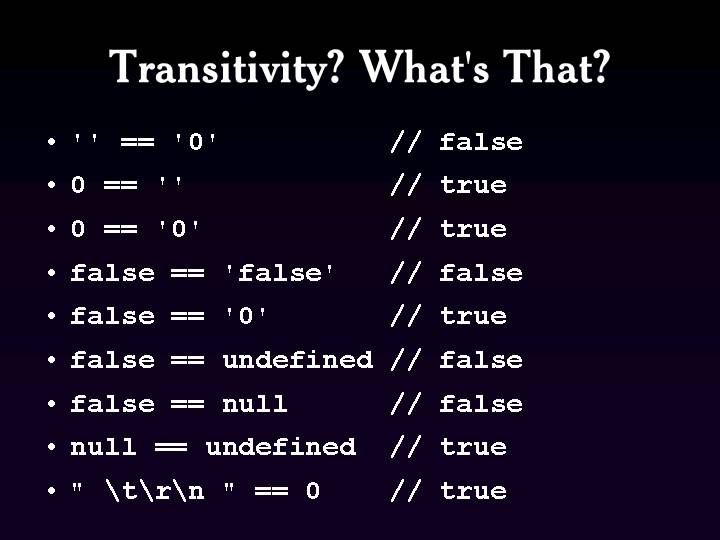 Transitivity? What's That?
• '' == '0' // false
• 0 == '' // true
• 0 == '0' // true
• false == 'false' // false
• false == '0' // true
• false == undefined // false
• false == null // false
• null == undefined // true
• " \t\r\n " == 0 // true